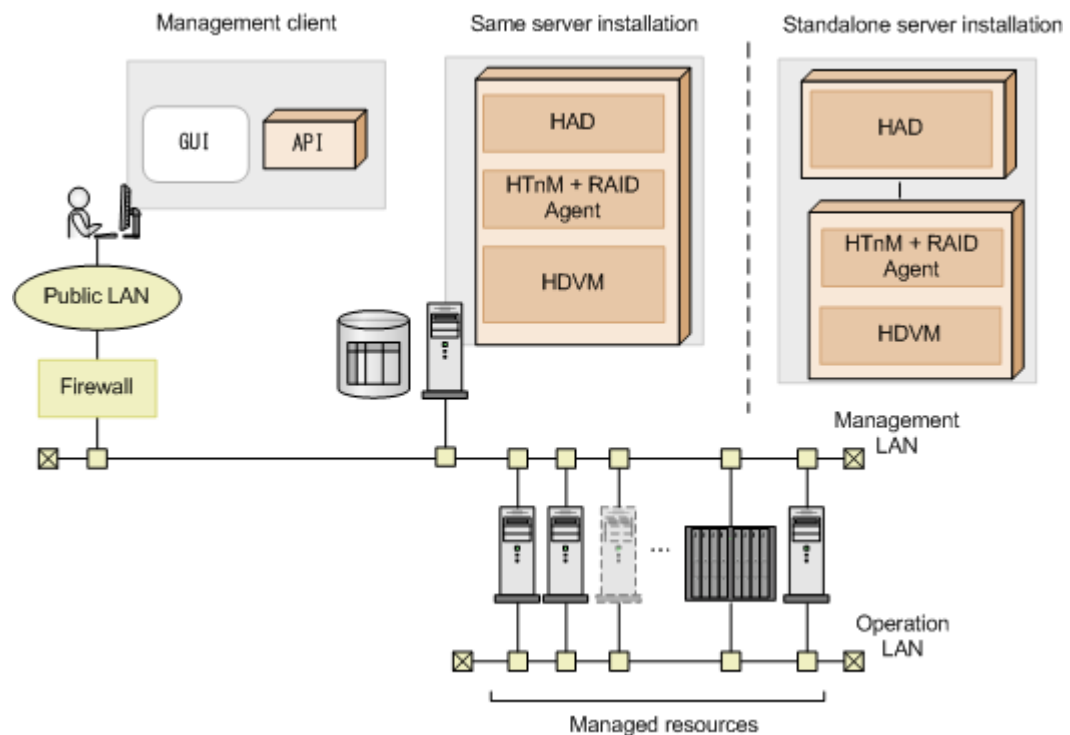 Management client
Same server installation
Standalone server installation
GUI
API
HAD
HTnM + RAID
Agent
HDVM
HAD
HTnM + RAID
Agent
HDVM
Public LAN
Firewall
Management
LAN
...
Operation
LAN
Managed resources